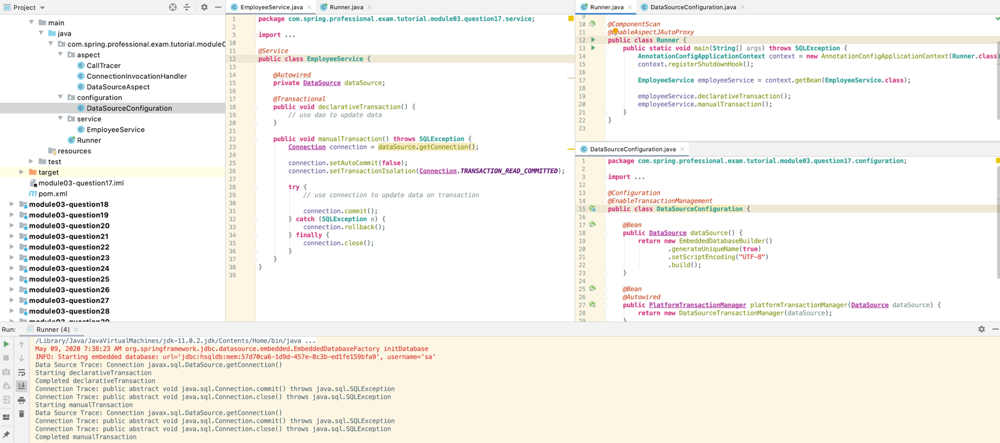 Project
main
java
com.spring.professional.exam.tutorial.module0
aspect
CallTracer
ConnectionInvocationHandler
DataSourceAspect
configuration
DataSourceConfiguration
service
EmployeeService
Runner
resources
test
target
module03-question17.iml
pom.xml
module03-question18
module03-question19
module03-question20
module03-question21
module03-question22
module03-question23
module03-question24
module03-question25
module03-question26
module03-question27
module03-question28
module03-question29
EmployeeService.java
Runner.java
1 package com.spring.professional.exam.tutorial.module03.question17.service;
2
3 import ...
10
11 @Service
12 public class EmployeeService {
13
14 @Autowired
15 private DataSource dataSource;
16
17 @Transactional
18 public void declarativeTransaction() {
19 // use dao to update data
20 }
21
22 public void manualTransaction() throws SQLException {
23 Connection connection = dataSource.getConnection();
24
25 connection.setAutoCommit(false);
26 connection.setTransactionIsolation(Connection.TRANSACTION_READ_COMMITTED);
27
28 try {
29 // use connection to update data on transaction
30
31 connection.commit();
32 } catch (SQLException e) {
33 connection.rollback();
34 } finally {
35 connection.close();
36 }
37 }
38 }
39
Runner.java
DataSourceConfiguration.java
9
10 @ComponentScan
11 @EnableAspectJAutoProxy
12 public class Runner {
13 public static void main(String[] args) throws SQLException {
14 AnnotationConfigApplicationContext context = new AnnotationConfigApplicationContext(Runner.class)
15 context.registerShutdownHook();
16
17 EmployeeService employeeService = context.getBean(EmployeeService.class);
18
19 employeeService.declarativeTransaction();
20 employeeService.manualTransaction();
21 }
22 }
23
DataSourceConfiguration.java
1 package com.spring.professional.exam.tutorial.module03.question17.configuration;
2
3 import ...
12
13 @Configuration
14 @EnableTransactionManagement
15 public class DataSourceConfiguration {
16
17 @Bean
18 public DataSource dataSource() {
19 return new EmbeddedDatabaseBuilder()
20 .generateUniqueName(true)
21 .setScriptEncoding("UTF-8")
22 .build();
23 }
24
25 @Bean
26 @Autowired
27 public PlatformTransactionManager platformTransactionManager(DataSource dataSource) {
28 return new DataSourceTransactionManager(dataSource);
29 }
Run: Runner (4)
/Library/Java/JavaVirtualMachines/jdk-11.0.2.jdk/Contents/Home/bin/java ...
May 09, 2020 7:38:23 AM org.springframework.jdbc.datasource.embedded.EmbeddedDatabaseFactory initDatabase
INFO: Starting embedded database: url='jdbc:hsqldb:mem:57d70ca6-1d9d-457e-8c3b-ed1fe159bfa9', username='sa'
Data Source Trace: Connection javax.sql.DataSource.getConnection()
Starting declarativeTransaction
Completed declarativeTransaction
Connection Trace: public abstract void java.sql.Connection.commit() throws java.sql.SQLException
Connection Trace: public abstract void java.sql.Connection.close() throws java.sql.SQLException
Starting manualTransaction
Data Source Trace: Connection javax.sql.DataSource.getConnection()
Connection Trace: public abstract void java.sql.Connection.commit() throws java.sql.SQLException
Connection Trace: public abstract void java.sql.Connection.close() throws java.sql.SQLException
Completed manualTransaction